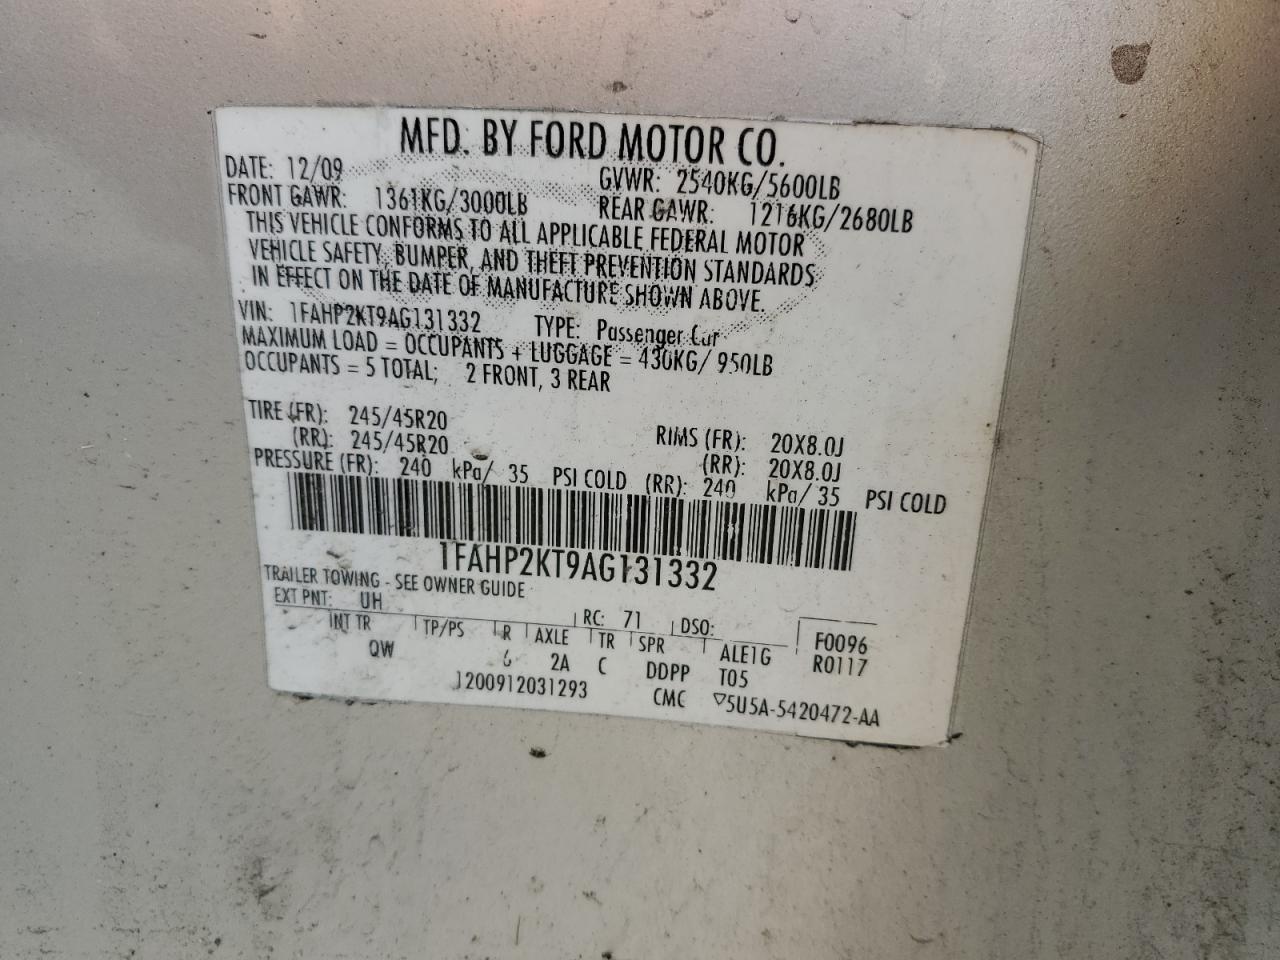 MFD. BY FORD MOTOR CO.
DATE: 12/09 GVWR: 2540KG/5600LB
FRONT GAWR: 1361KG/3000LB REAR GAWR: 1216KG/2680LB
THIS VEHICLE CONFORMS TO ALL APPLICABLE FEDERAL MOTOR
VEHICLE SAFETY, BUMPER, AND THEFT PREVENTION STANDARDS
IN EFFECT ON THE DATE OF MANUFACTURE SHOWN ABOVE.
VIN: 1FAHP2KT9AG131332 TYPE: Passenger Car
MAXIMUM LOAD = OCCUPANTS + LUGGAGE = 430KG/ 950LB
OCCUPANTS = 5 TOTAL; 2 FRONT, 3 REAR
TIRE (FR): 245/45R20 RIMS (FR): 20X8.0J
(RR): 245/45R20 (RR): 20X8.0J
PRESSURE (FR): 240 kPa/ 35 PSI COLD (RR): 240 kPa/ 35 PSI COLD
1FAHP2KT9AG131332
TRAILER TOWING - SEE OWNER GUIDE
EXT PNT: UH RC: 71 DSO: F0096
INT TR TP/PS R AXLE TR SPR ALE1G R0117
QW 6 2A C DDPP T05
1200912031293 CMC ▽5U5A-5420472-AA